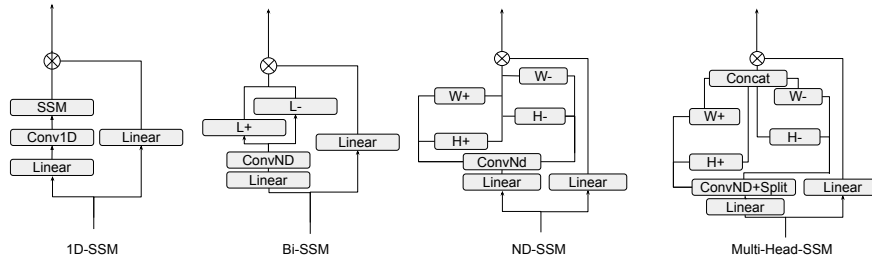 SSM
Conv1D
Linear
Linear
1D-SSM
L-
L+
ConvND
Linear
Linear
Bi-SSM
W-
W+
H-
H+
ConvNd
Linear
Linear
ND-SSM
Concat
W-
W+
H-
H+
ConvND+Split
Linear
Linear
Multi-Head-SSM